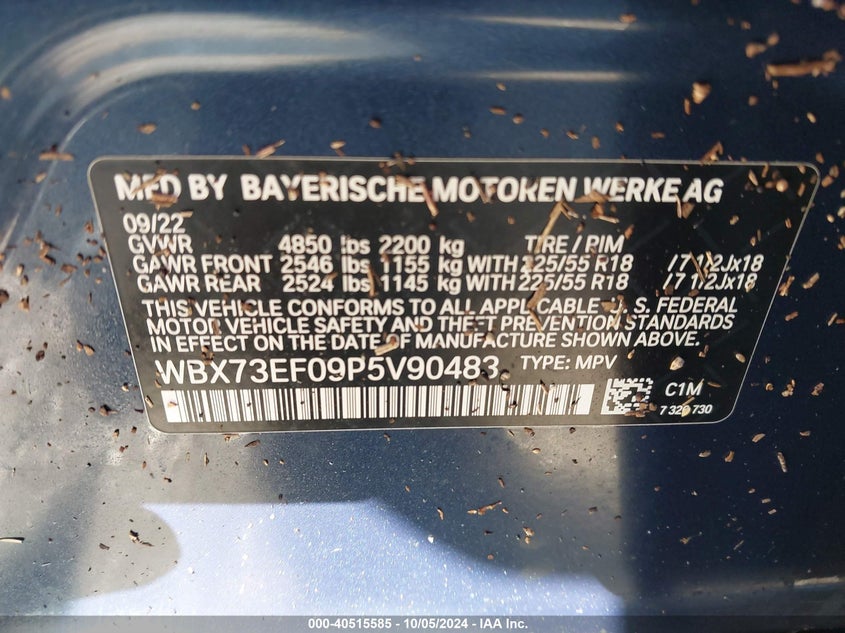 MFD BY BAYERISCHE MOTOREN WERKE AG
09/22
GVWR 4850 lbs 2200 kg TIRE / RIM
GAWR FRONT 2546 lbs 1155 kg WITH 225/55 R18 /7 1/2Jx18
GAWR REAR 2524 lbs 1145 kg WITH 225/55 R18 /7 1/2Jx18
THIS VEHICLE CONFORMS TO ALL APPLICABLE U. S. FEDERAL
MOTOR VEHICLE SAFETY AND THEFT PREVENTION STANDARDS
IN EFFECT ON THE DATE OF MANUFACTURE SHOWN ABOVE.
WBX73EF09P5V90483 TYPE: MPV
C1M
7 730
000-40515585 - 10/05/2024 - IAA Inc.